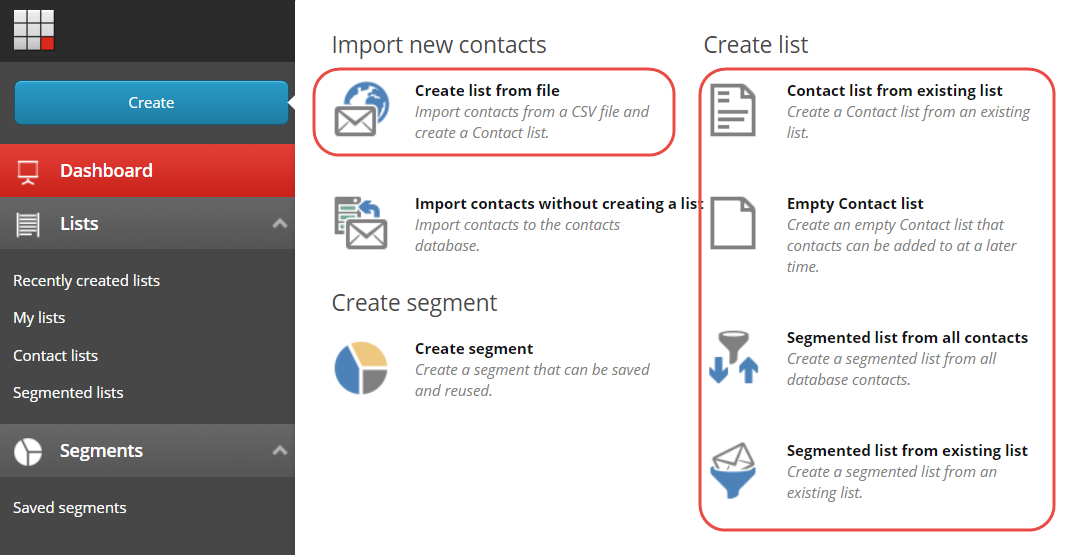 Create
Dashboard
Lists
Recently created lists
My lists
Contact lists
Segmented lists
Segments
Saved segments
Import new contacts
Create list from file
Import contacts from a CSV file and
create a Contact list.
Import contacts without creating a list
Import contacts to the contacts
database.
Create segment
Create segment
Create a segment that can be saved
and reused.
Create list
Contact list from existing list
Create a Contact list from an existing
list.
Empty Contact list
Create an empty Contact list that
contacts can be added to at a later
time.
Segmented list from all contacts
Create a segmented list from all
database contacts.
Segmented list from existing list
Create a segmented list from an
existing list.